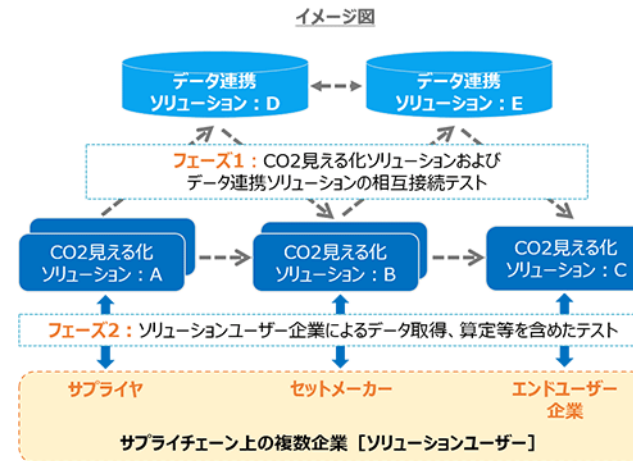 イメージ図
データ連携
ソリューション：D
データ連携
ソリューション：E
フェーズ1：CO2見える化ソリューションおよび
データ連携ソリューションの相互接続テスト
CO2見える化
ソリューション：A
CO2見える化
ソリューション：B
CO2見える化
ソリューション：C
フェーズ2：ソリューションユーザー企業によるデータ取得、算定等を含めたテスト
サプライヤ
セットメーカー
エンドユーザー
企業
サプライチェーン上の複数企業［ソリューションユーザー］